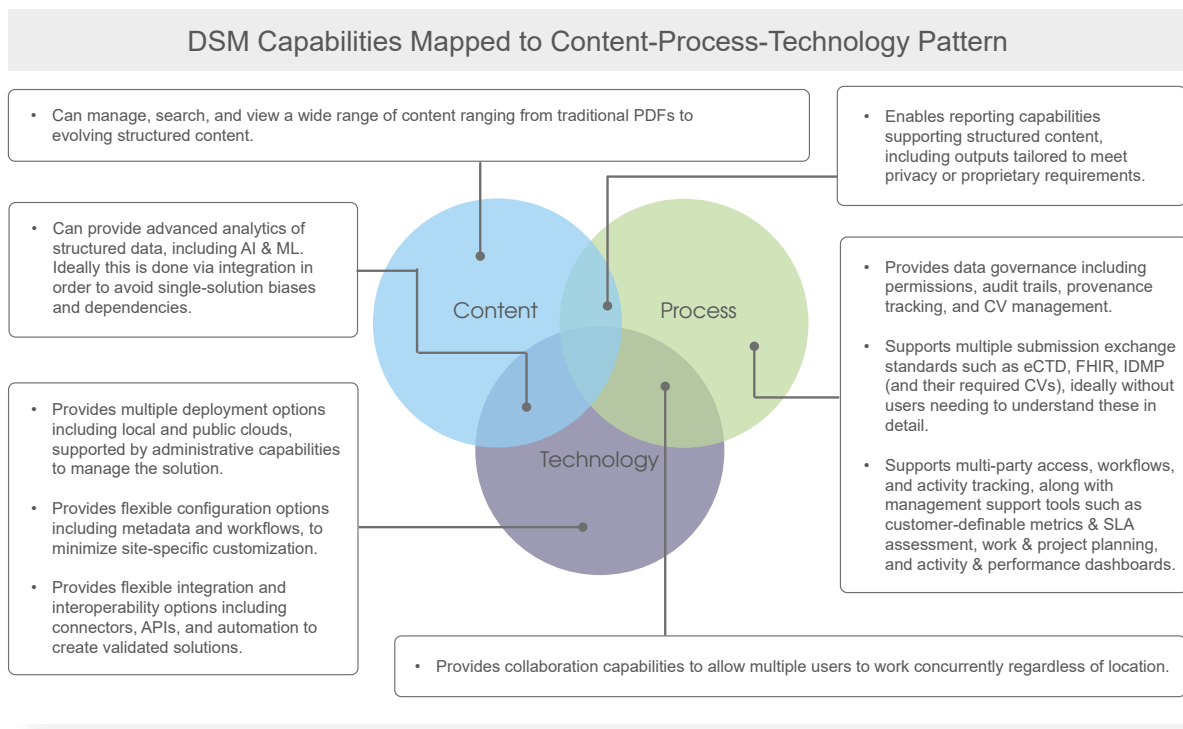 DSM Capabilities Mapped to Content-Process-Technology Pattern
• Can manage, search, and view a wide range of content ranging from traditional PDFs to
evolving structured content.
• Enables reporting capabilities
supporting structured content,
including outputs tailored to meet
privacy or proprietary requirements.
• Can provide advanced analytics of
structured data, including AI & ML.
Ideally this is done via integration in
order to avoid single-solution biases
and dependencies.
Content
Process
Technology
• Provides data governance including
permissions, audit trails, provenance
tracking, and CV management.
• Supports multiple submission exchange
standards such as eCTD, FHIR, IDMP
(and their required CVs), ideally without
users needing to understand these in
detail.
• Supports multi-party access, workflows,
and activity tracking, along with
management support tools such as
customer-definable metrics & SLA
assessment, work & project planning,
and activity & performance dashboards.
• Provides multiple deployment options
including local and public clouds,
supported by administrative capabilities
to manage the solution.
• Provides flexible configuration options
including metadata and workflows, to
minimize site-specific customization.
• Provides flexible integration and
interoperability options including
connectors, APIs, and automation to
create validated solutions.
• Provides collaboration capabilities to allow multiple users to work concurrently regardless of location.